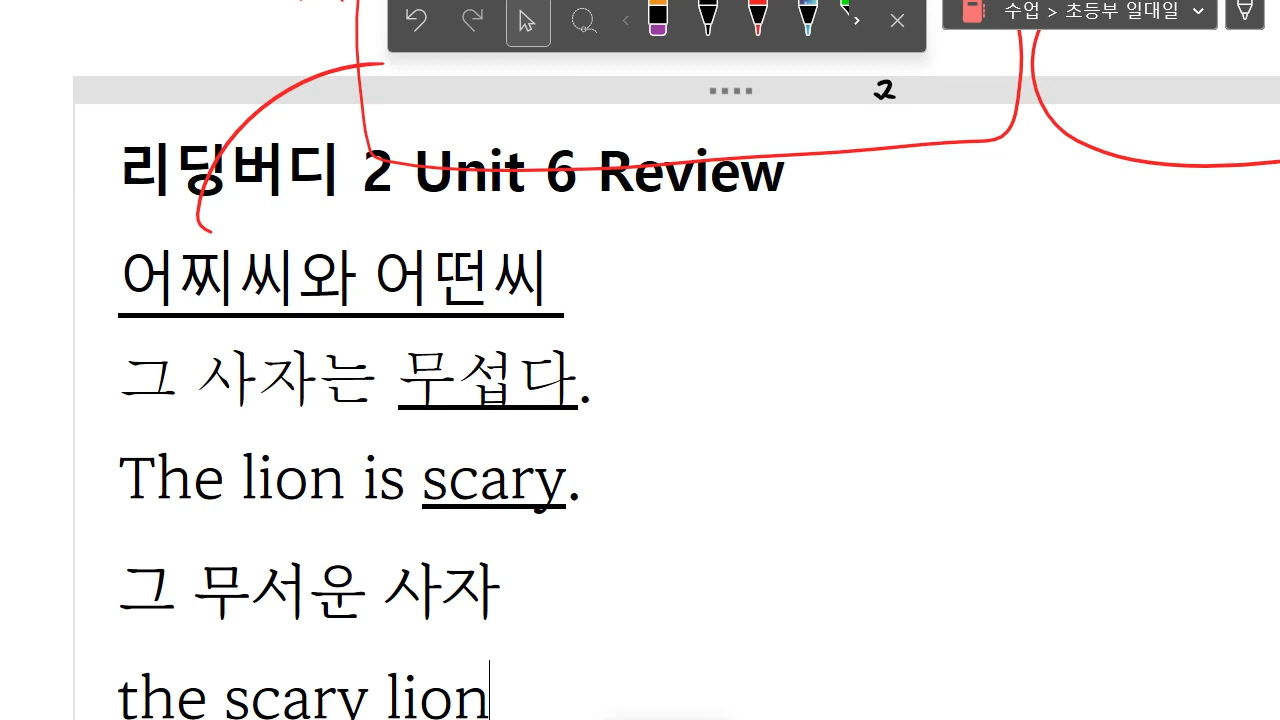 수업 > 초등부 일대일
2
리딩버디 2 Unit 6 Review
어찌씨와 어떤씨
그 사자는 무섭다.
The lion is scary.
그 무서운 사자
the scary lion